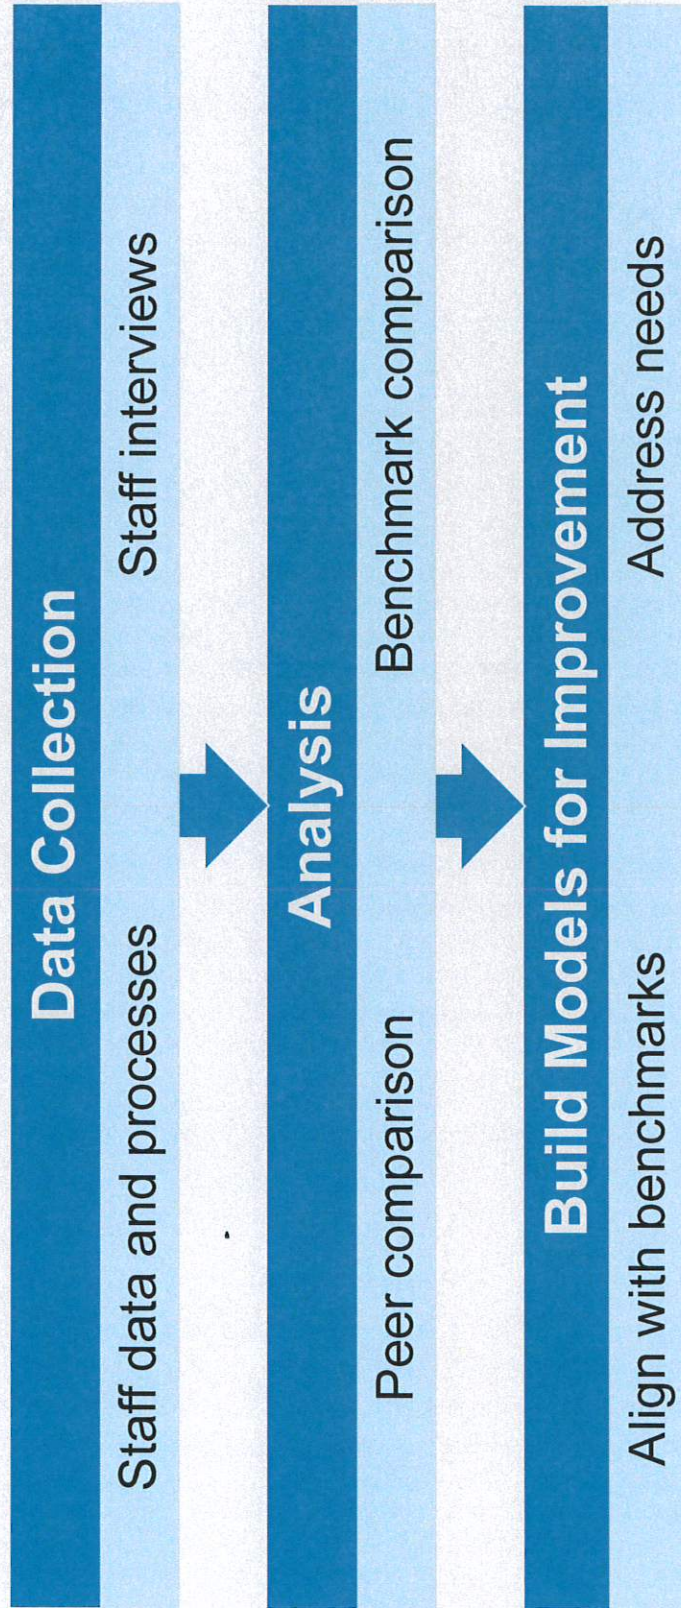 Data Collection
Staff data and processes Staff interviews
Analysis
Peer comparison Benchmark comparison
Build Models for Improvement
Align with benchmarks Address needs